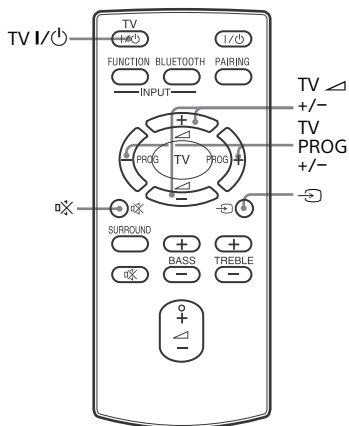 TV
TV I/⏻
I/⏻
I/⏻
FUNCTION BLUETOOTH PAIRING
INPUT
TV
+/–
TV
PROG
+/–
+
– PROG TV PROG +
–
SURROUND
+ +
BASS TREBLE
– –
+
–